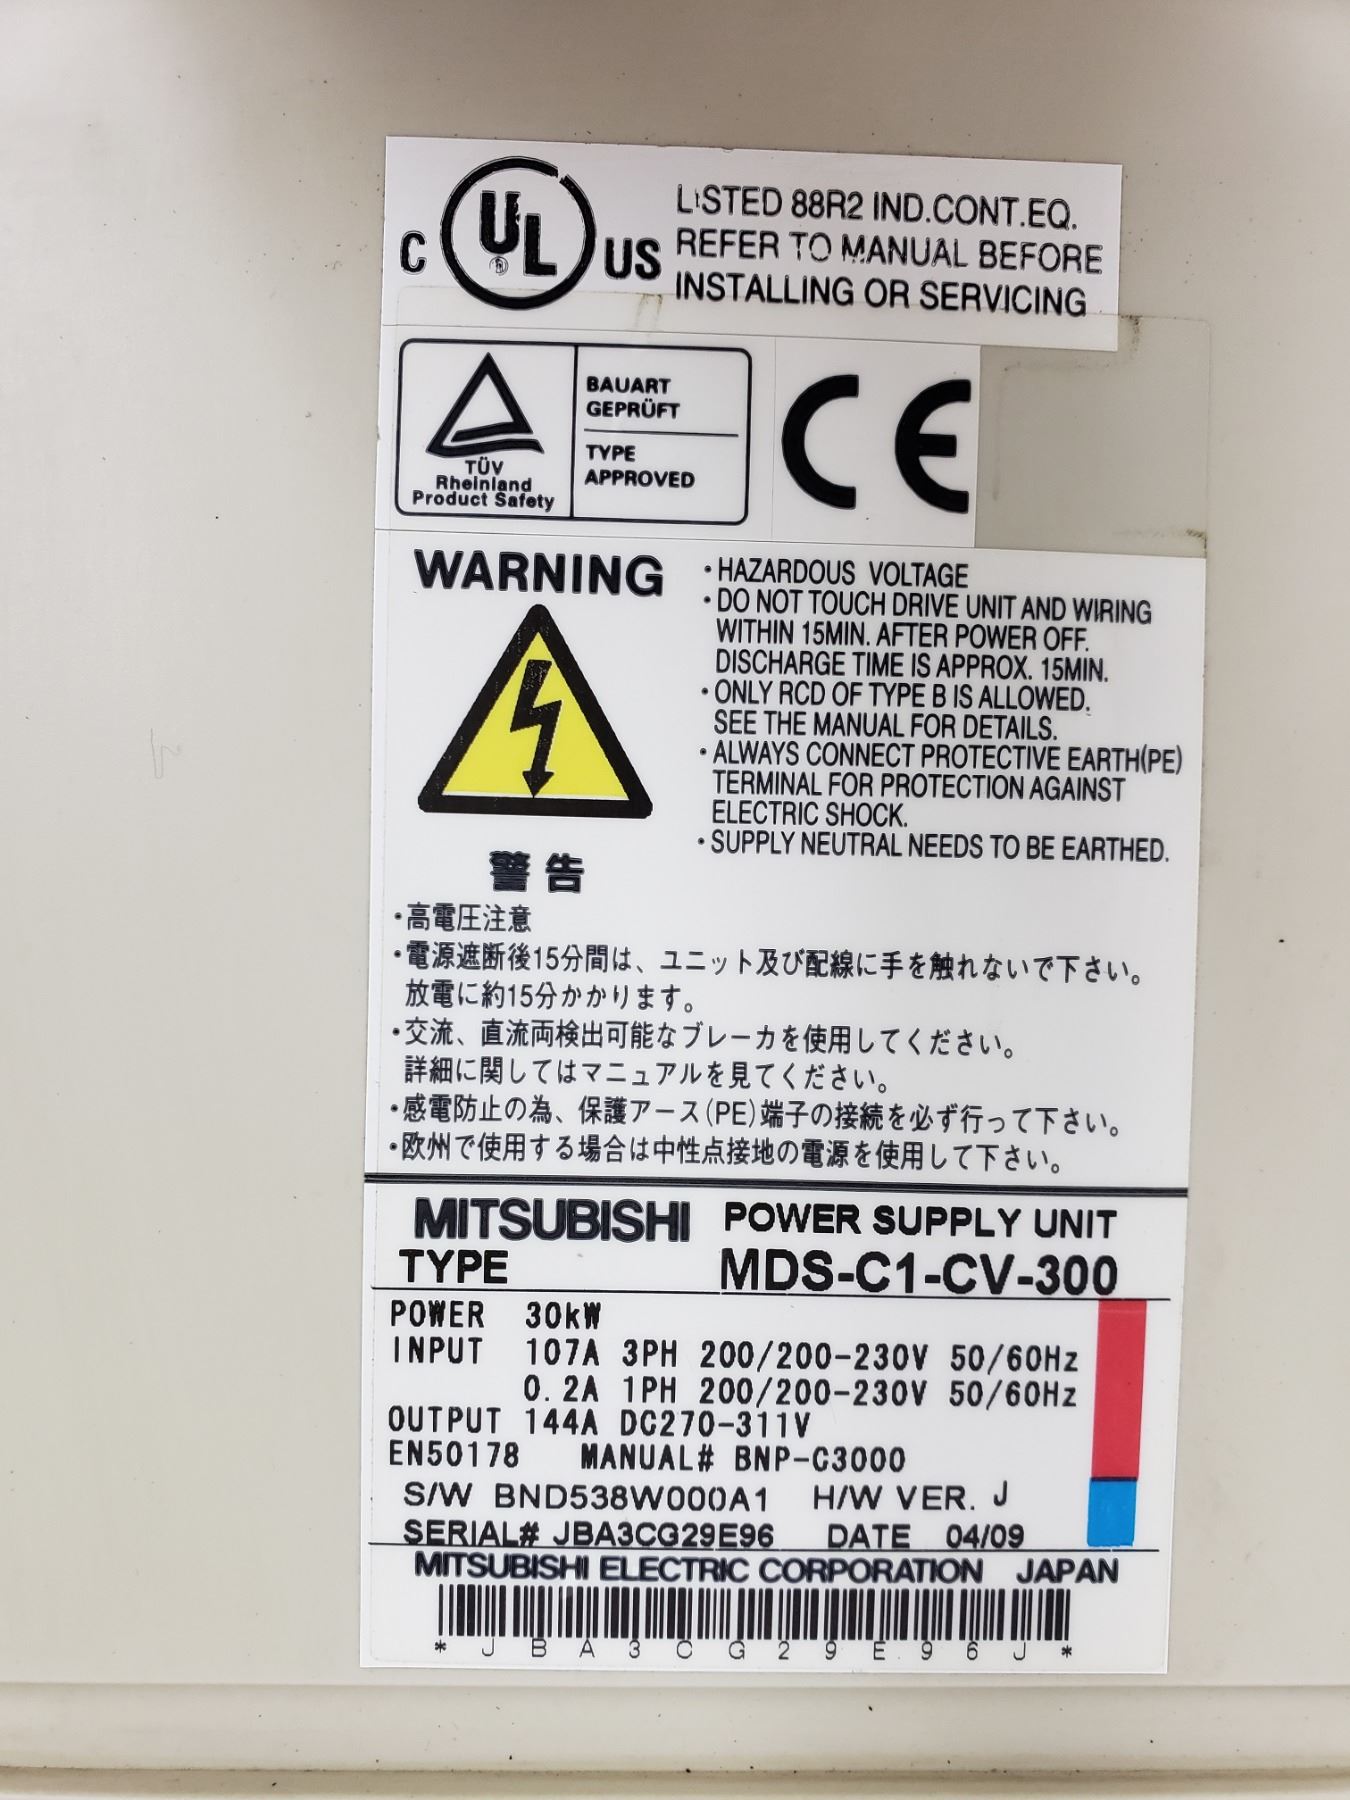 C UL US
LISTED 88R2 IND.CONT.EQ.
REFER TO MANUAL BEFORE
INSTALLING OR SERVICING
TÜV
Rheinland
Product Safety
BAUART
GEPRÜFT
TYPE
APPROVED
CE
WARNING
・HAZARDOUS VOLTAGE
・DO NOT TOUCH DRIVE UNIT AND WIRING
WITHIN 15MIN. AFTER POWER OFF.
DISCHARGE TIME IS APPROX. 15MIN.
・ONLY RCD OF TYPE B IS ALLOWED.
SEE THE MANUAL FOR DETAILS.
・ALWAYS CONNECT PROTECTIVE EARTH(PE)
TERMINAL FOR PROTECTION AGAINST
ELECTRIC SHOCK.
・SUPPLY NEUTRAL NEEDS TO BE EARTHED.
警告
・高電圧注意
・電源遮断後15分間は、ユニット及び配線に手を触れないで下さい。
放電に約15分かかります。
・交流、直流両検出可能なブレーカを使用してください。
詳細に関してはマニュアルを見てください。
・感電防止の為、保護アース(PE)端子の接続を必ず行って下さい。
・欧州で使用する場合は中性点接地の電源を使用して下さい。
MITSUBISHI POWER SUPPLY UNIT
TYPE MDS-C1-CV-300
POWER 30kW
INPUT 107A 3PH 200/200-230V 50/60Hz
0.2A 1PH 200/200-230V 50/60Hz
OUTPUT 144A DC270-311V
EN50178 MANUAL# BNP-C3000
S/W BND538W000A1 H/W VER. J
SERIAL# JBA3CG29E96 DATE 04/09
MITSUBISHI ELECTRIC CORPORATION JAPAN
*JBA3CG29E96J*